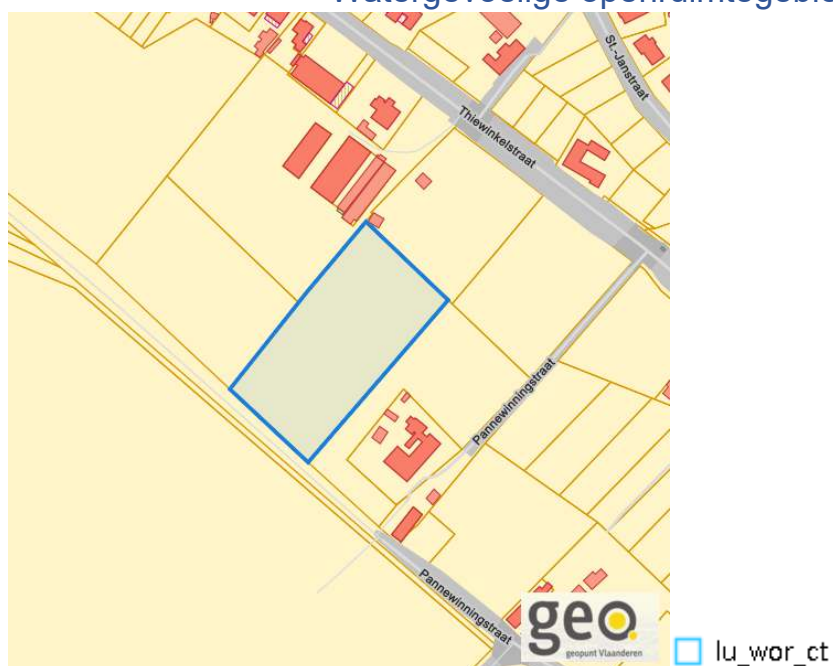 Watergevoelige openruimtegebie
St.-Janstraat
Thiewinkelstraat
Pannewinningstraat
Pannewinningstraat
geo.
geopunt Vlaanderen
lu_wor_ct